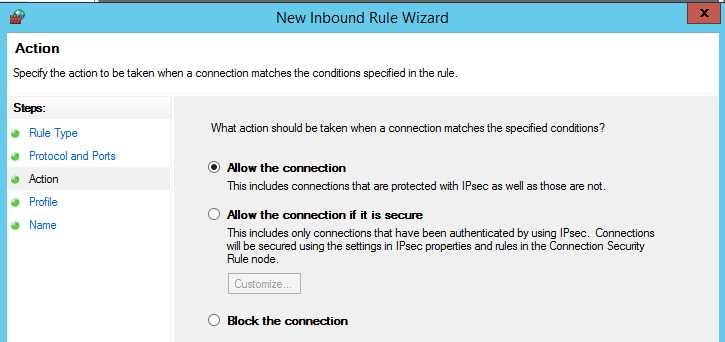 New Inbound Rule Wizard
x
Action
Specify the action to be taken when a connection matches the conditions specified in the rule.
Steps:
Rule Type
Protocol and Ports
Action
Profile
Name
What action should be taken when a connection matches the specified conditions?
Allow the connection
This includes connections that are protected with IPsec as well as those are not.
Allow the connection if it is secure
This includes only connections that have been authenticated by using IPsec. Connections
will be secured using the settings in IPsec properties and rules in the Connection Security
Rule node.
Customize...
Block the connection